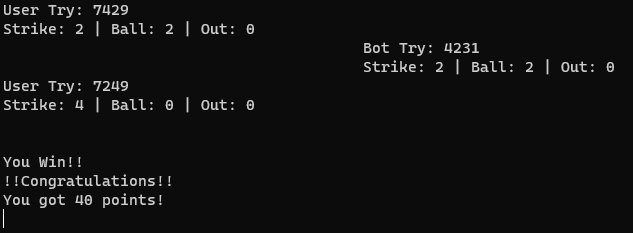 User Try: 7429
Strike: 2 | Ball: 2 | Out: 0
Bot Try: 4231
Strike: 2 | Ball: 2 | Out: 0
User Try: 7249
Strike: 4 | Ball: 0 | Out: 0
You Win!!
!!Congratulations!!
You got 40 points!